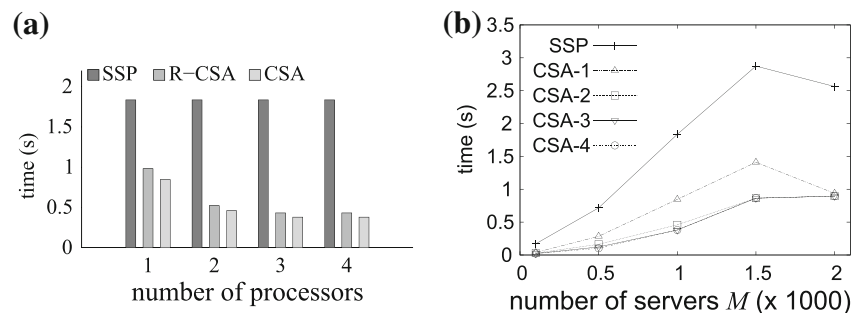 (a)
SSP R-CSA CSA
time (s)
2
1.5
1
0.5
0
1 2 3 4
number of processors
(b)
time (s)
3.5
3
2.5
2
1.5
1
0.5
0
SSP
CSA-1
CSA-2
CSA-3
CSA-4
0 0.5 1 1.5 2
number of servers M (x 1000)